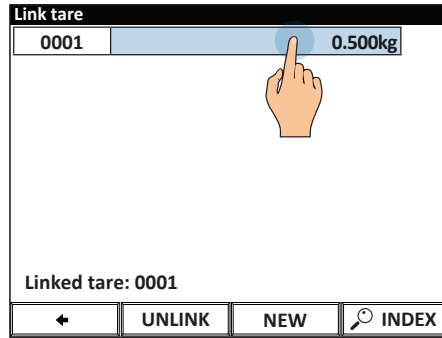 Link tare
0001 0.500kg
Linked tare: 0001
UNLINK NEW INDEX